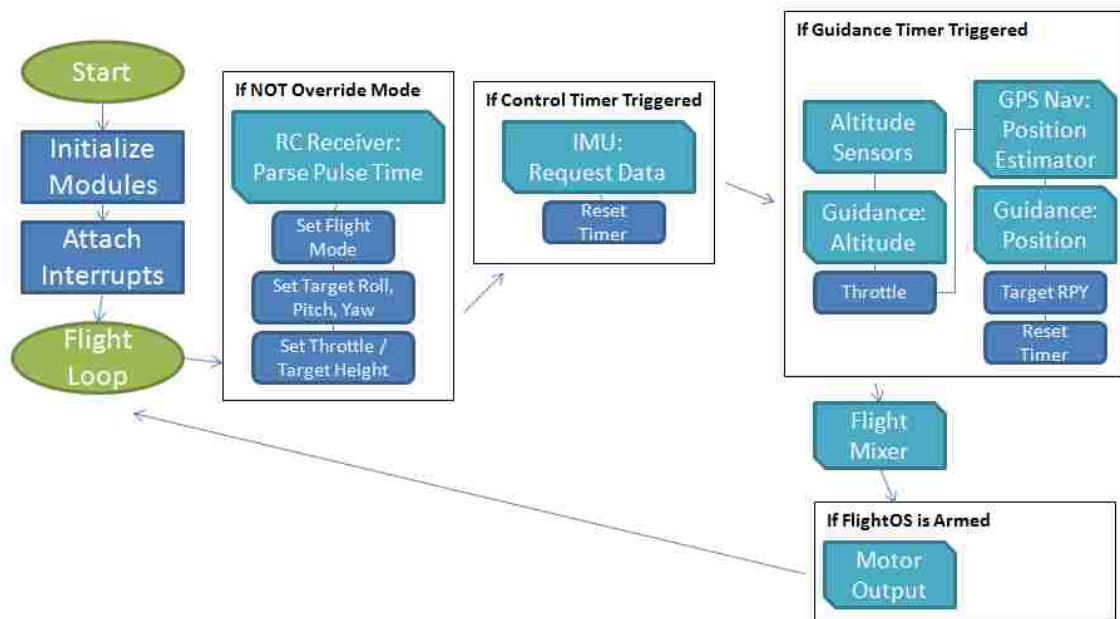 Start
Initialize
Modules
Attach
Interrupts
Flight
Loop
If NOT Override Mode
RC Receiver:
Parse Pulse Time
Set Flight
Mode
Set Target Roll,
Pitch, Yaw
Set Throttle /
Target Height
If Control Timer Triggered
IMU:
Request Data
Reset
Timer
If Guidance Timer Triggered
Altitude
Sensors
Guidance:
Altitude
Throttle
GPS Nav:
Position
Estimator
Guidance:
Position
Target RPY
Reset
Timer
Flight
Mixer
If FlightOS is Armed
Motor
Output